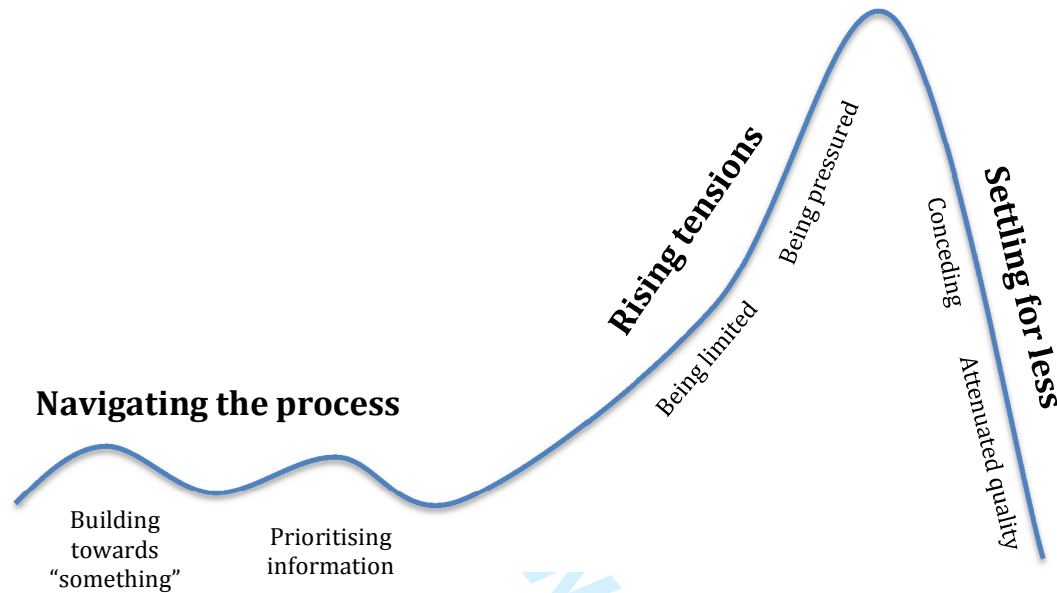 Navigating the process
Building
towards
“something”
Prioritising
information
Rising tensions
Being limited
Being pressured
Settling for less
Conceding
Attenuated quality